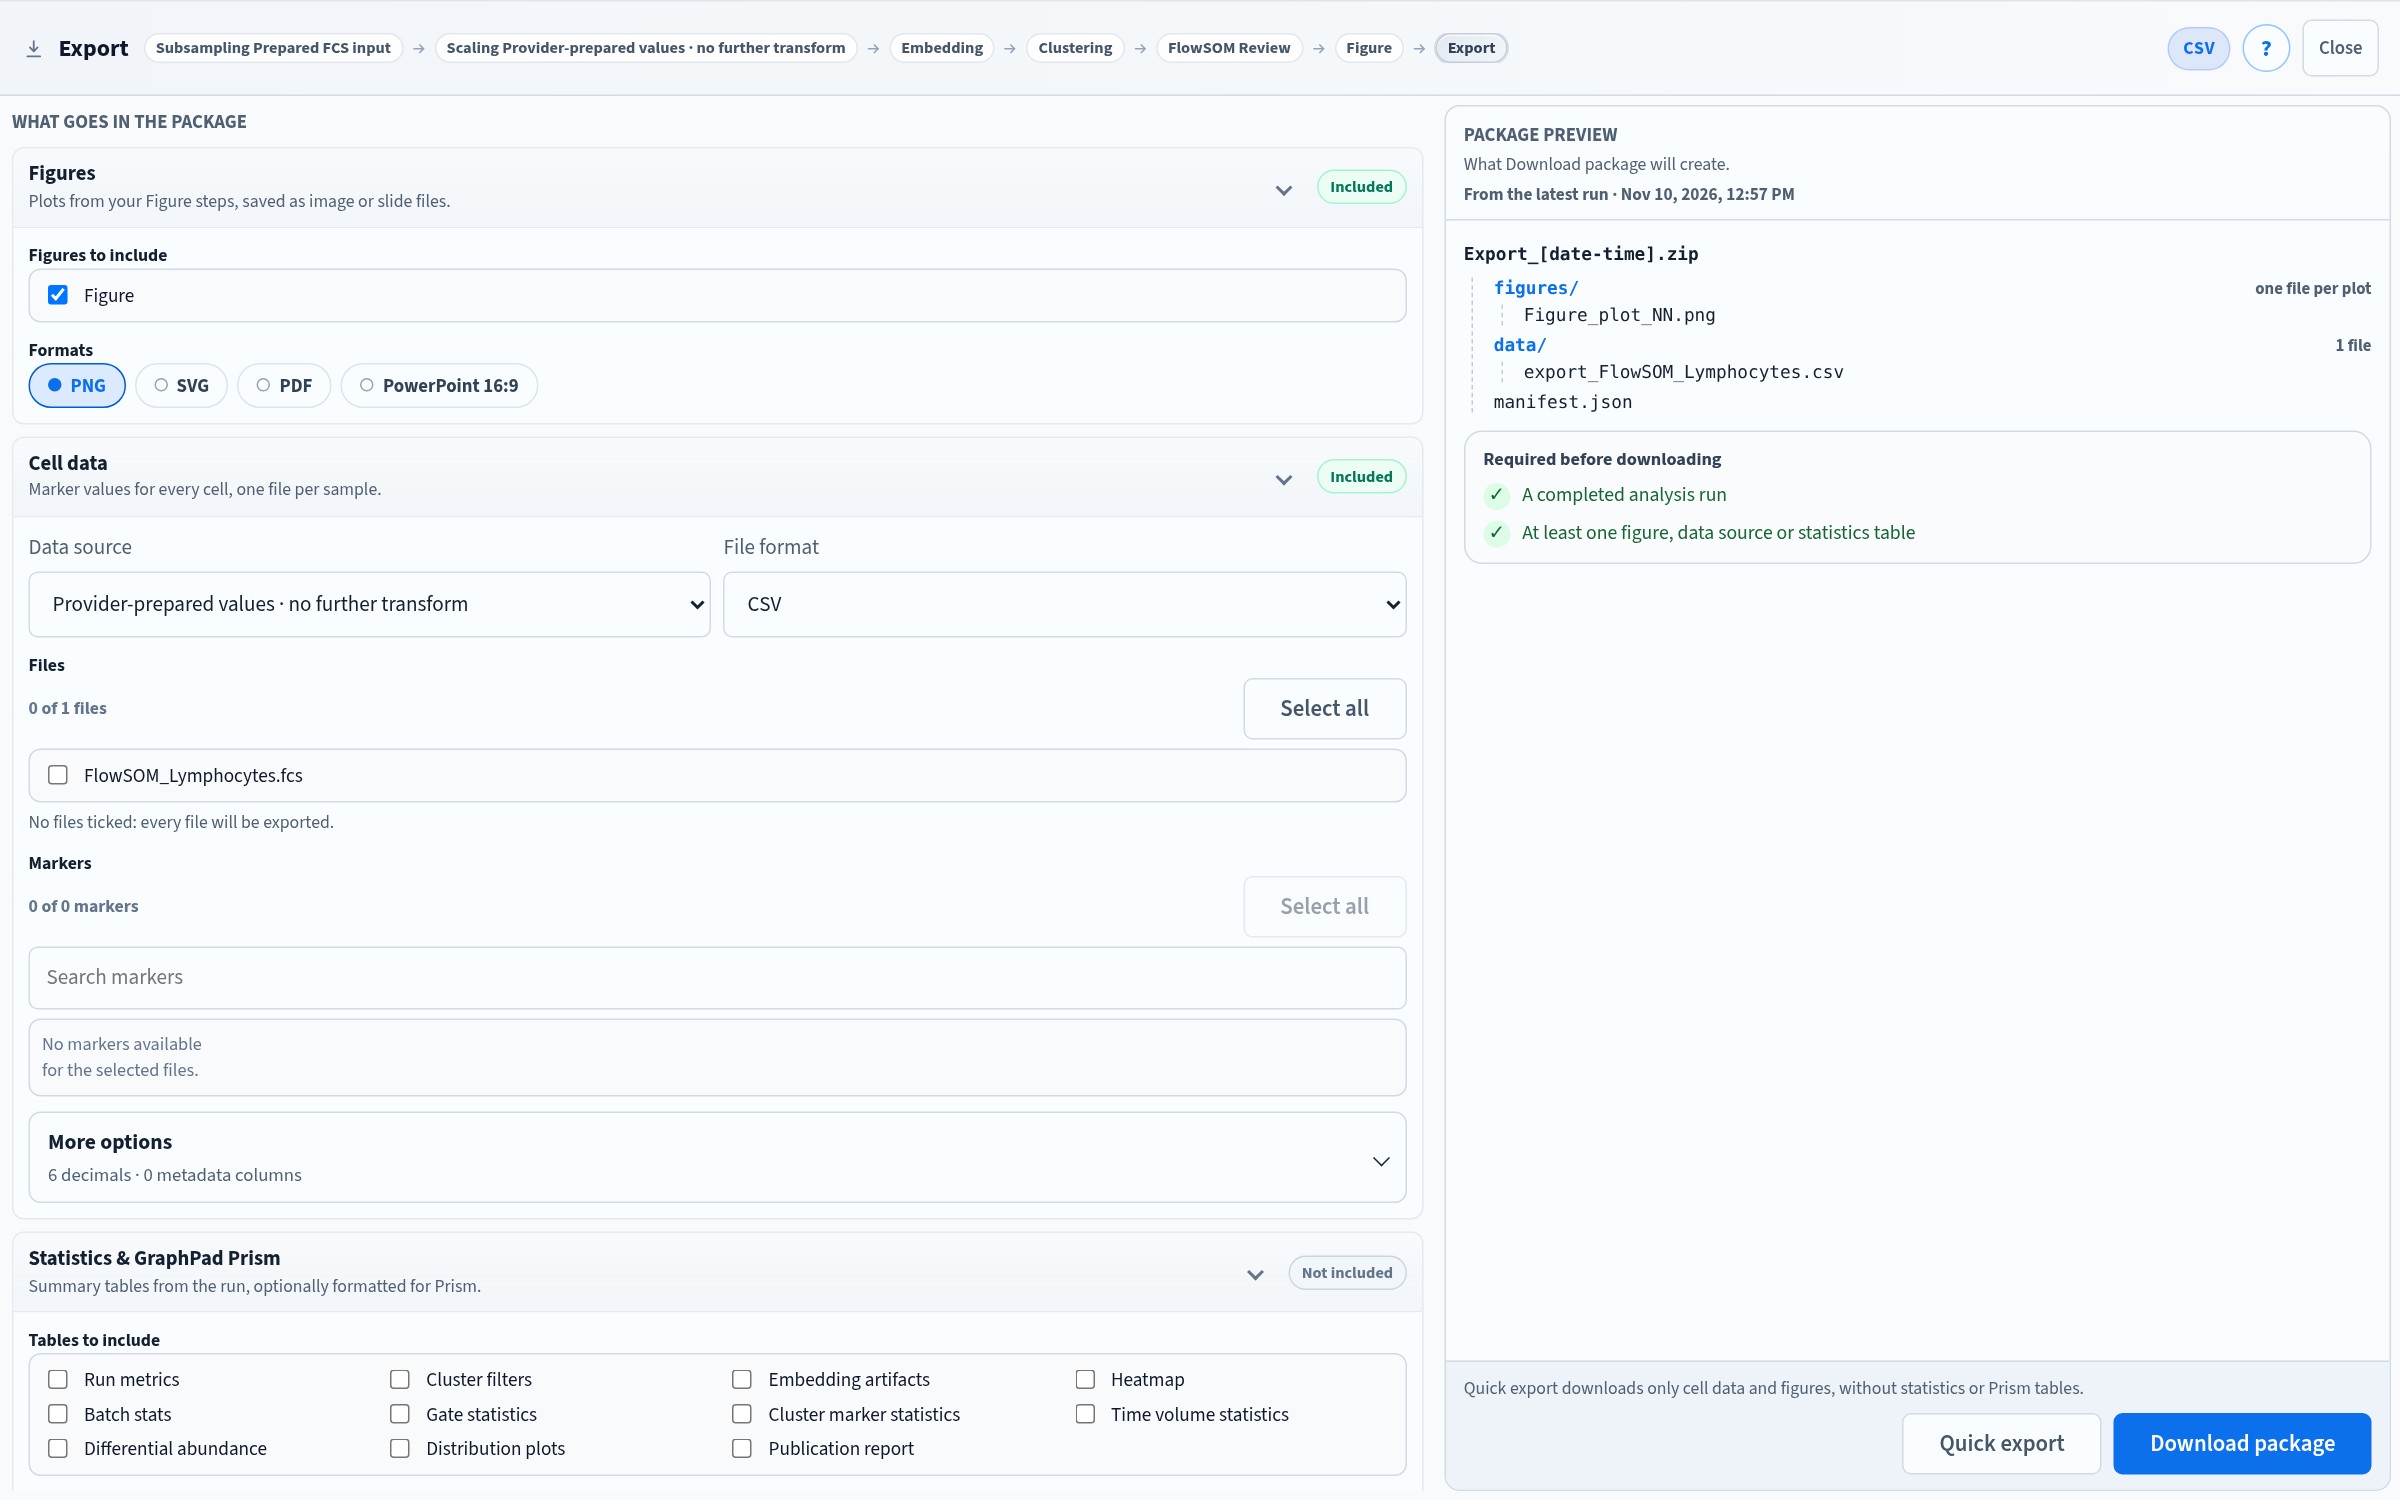 Export
Subsampling Prepared FCS input → Scaling Provider-prepared values · no further transform → Embedding → Clustering → FlowSOM Review → Figure → Export
CSV
?
Close
WHAT GOES IN THE PACKAGE
Figures
Plots from your Figure steps, saved as image or slide files.
Included
Figures to include
Figure
Formats
PNG
SVG
PDF
PowerPoint 16:9
Cell data
Marker values for every cell, one file per sample.
Included
Data source
File format
Provider-prepared values · no further transform
CSV
Files
0 of 1 files
Select all
FlowSOM_Lymphocytes.fcs
No files ticked: every file will be exported.
Markers
0 of 0 markers
Select all
Search markers
No markers available
for the selected files.
More options
6 decimals · 0 metadata columns
Statistics & GraphPad Prism
Summary tables from the run, optionally formatted for Prism.
Not included
Tables to include
Run metrics
Cluster filters
Embedding artifacts
Heatmap
Batch stats
Gate statistics
Cluster marker statistics
Time volume statistics
Differential abundance
Distribution plots
Publication report
PACKAGE PREVIEW
What Download package will create.
From the latest run · Nov 10, 2026, 12:57 PM
Export_[date-time].zip
figures/
one file per plot
Figure_plot_NN.png
data/
1 file
export_FlowSOM_Lymphocytes.csv
manifest.json
Required before downloading
✓ A completed analysis run
✓ At least one figure, data source or statistics table
Quick export downloads only cell data and figures, without statistics or Prism tables.
Quick export
Download package